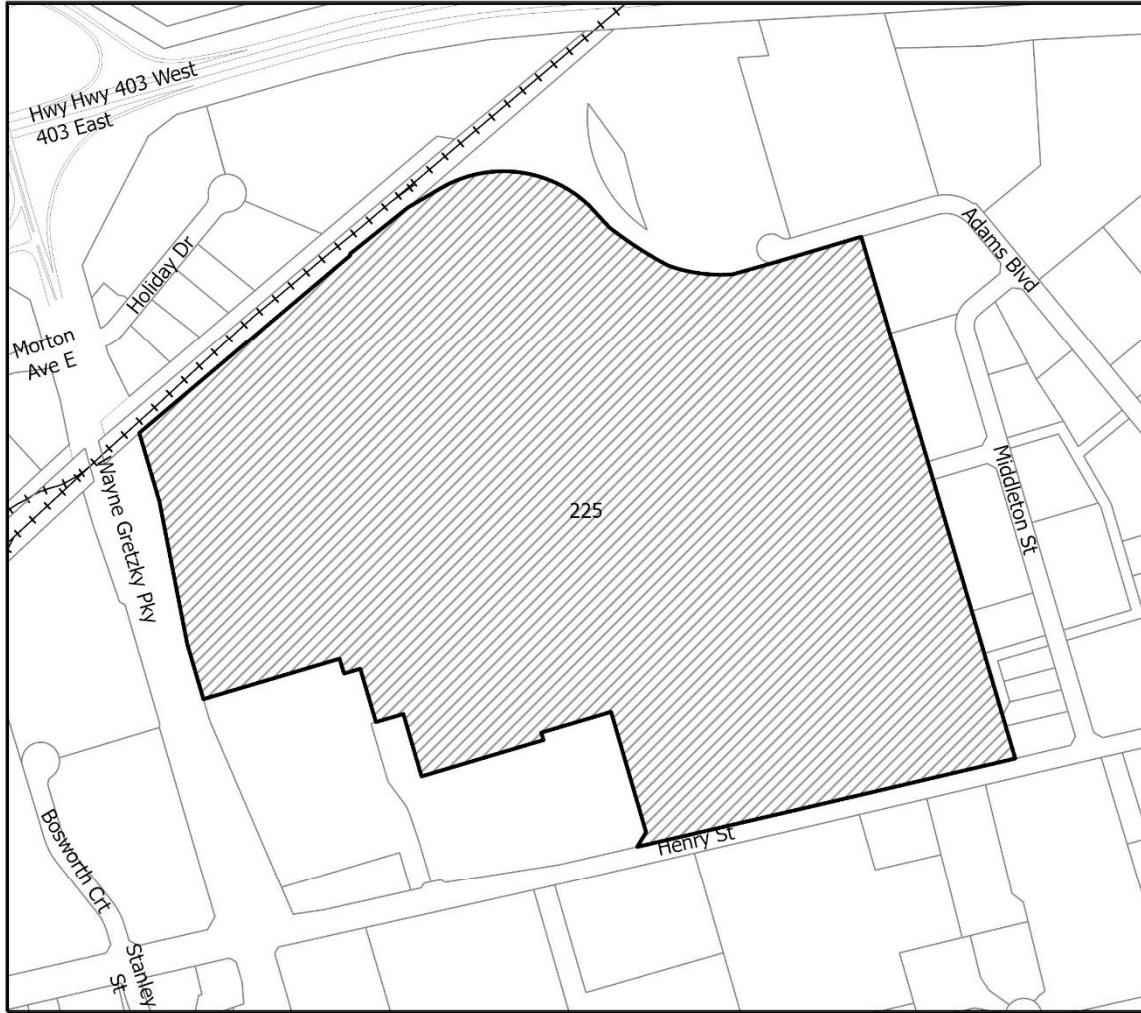 Hwy Hwy 403 West
403 East
Holiday Dr
Adams Blvd
Morton
Ave E
Wayne Gretzky Pky
225
Middleton St
Henry St
Bosworth Crt
Stanley
St